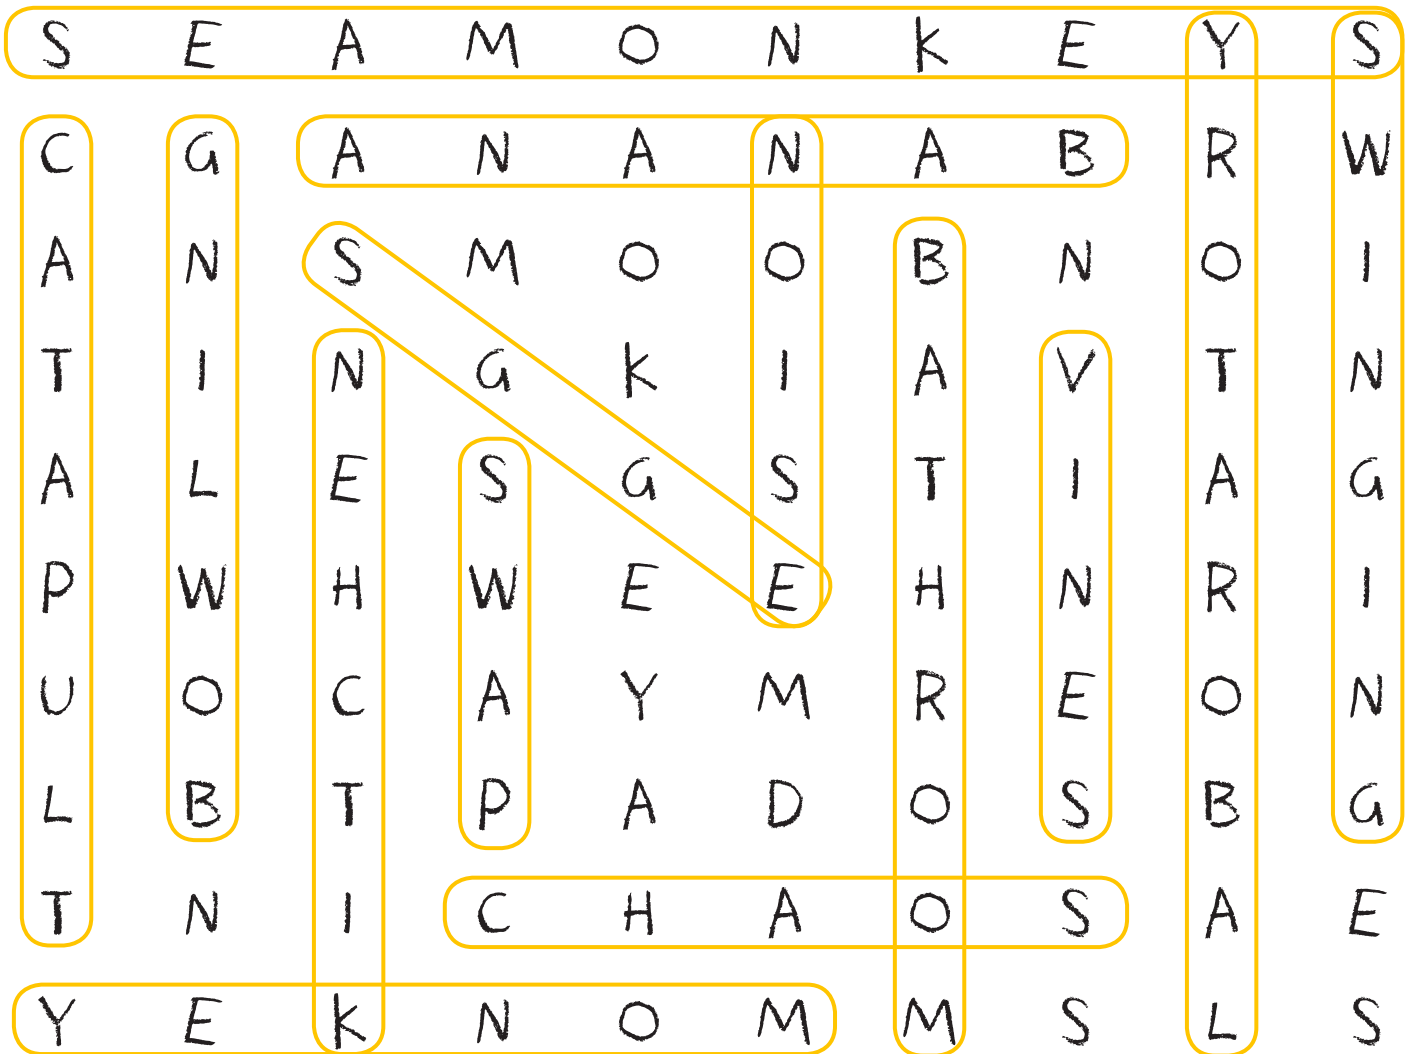 S E A M O N K E Y S
C G A N A N A B R W
A N S M O O B N O I
T I N G K I A V T N
A L E S G S T I A G
P W H W E E H N R I
U O C A Y M R E O N
L B T P A D O S B G
T N I C H A O S A E
Y E K N O M M S L S